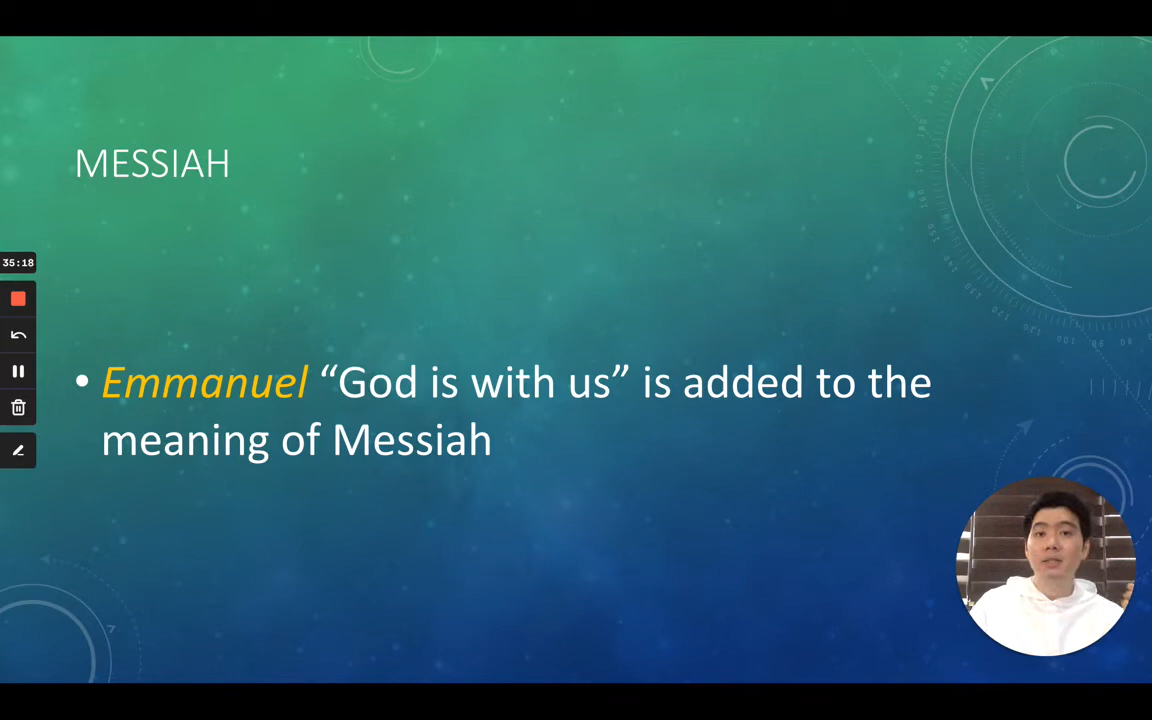 MESSIAH
35:18
• Emmanuel “God is with us” is added to the
meaning of Messiah